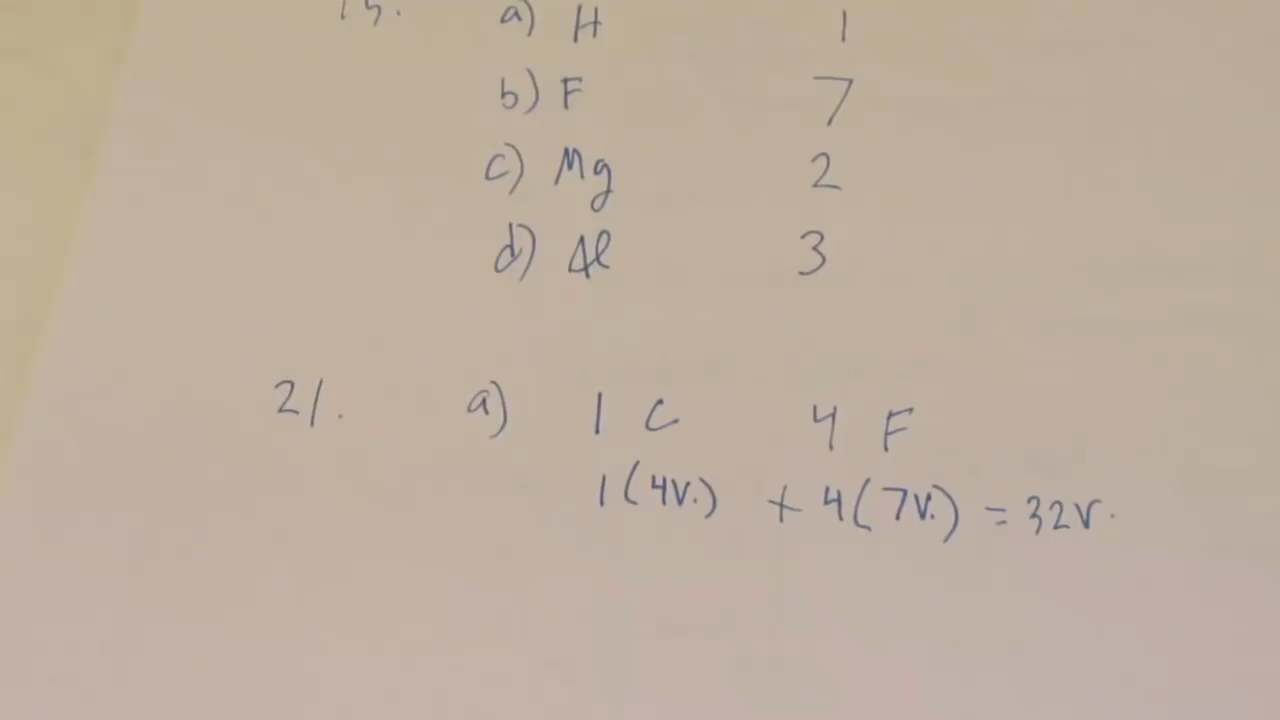 a) H 1
b) F 7
c) Mg 2
d) Al 3
21. a) 1 C 4 F
1(4v.) + 4(7v.) = 32v.